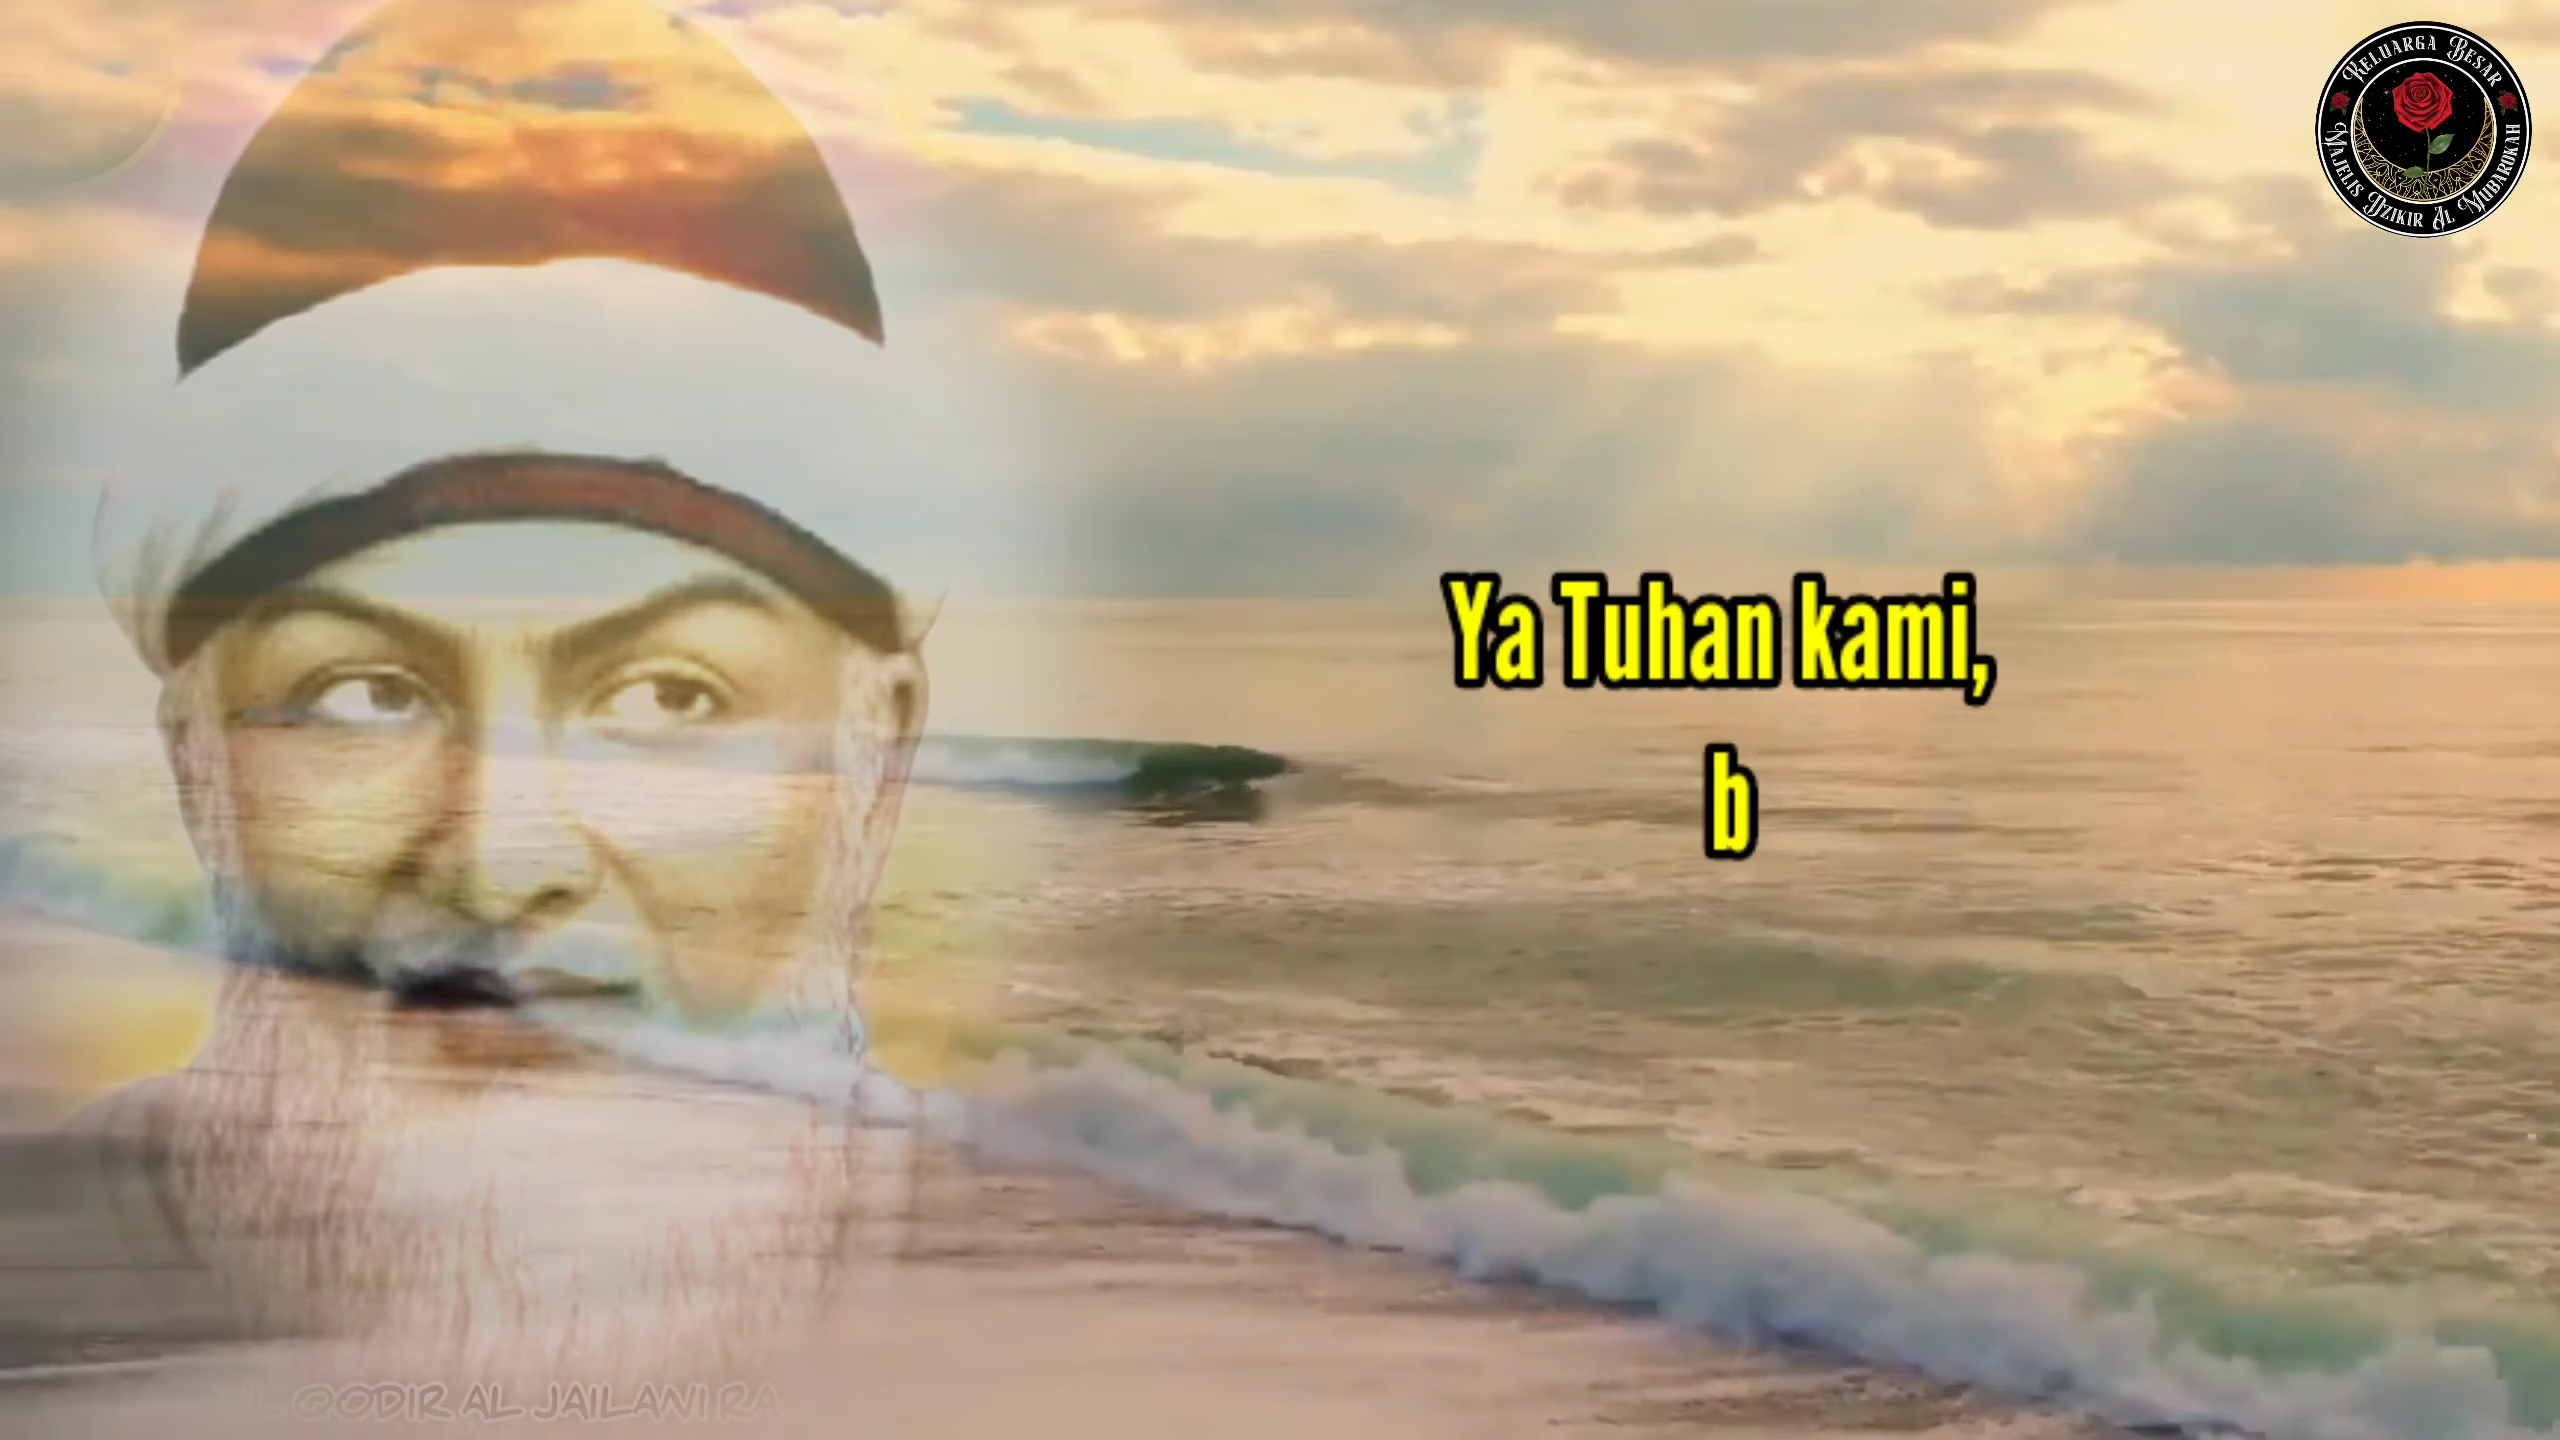 KELUARGA BESAR
MAJELIS DZIKIR AL MUBAROKAH
Ya Tuhan kami,
b
L QODIR AL JAILANI RA